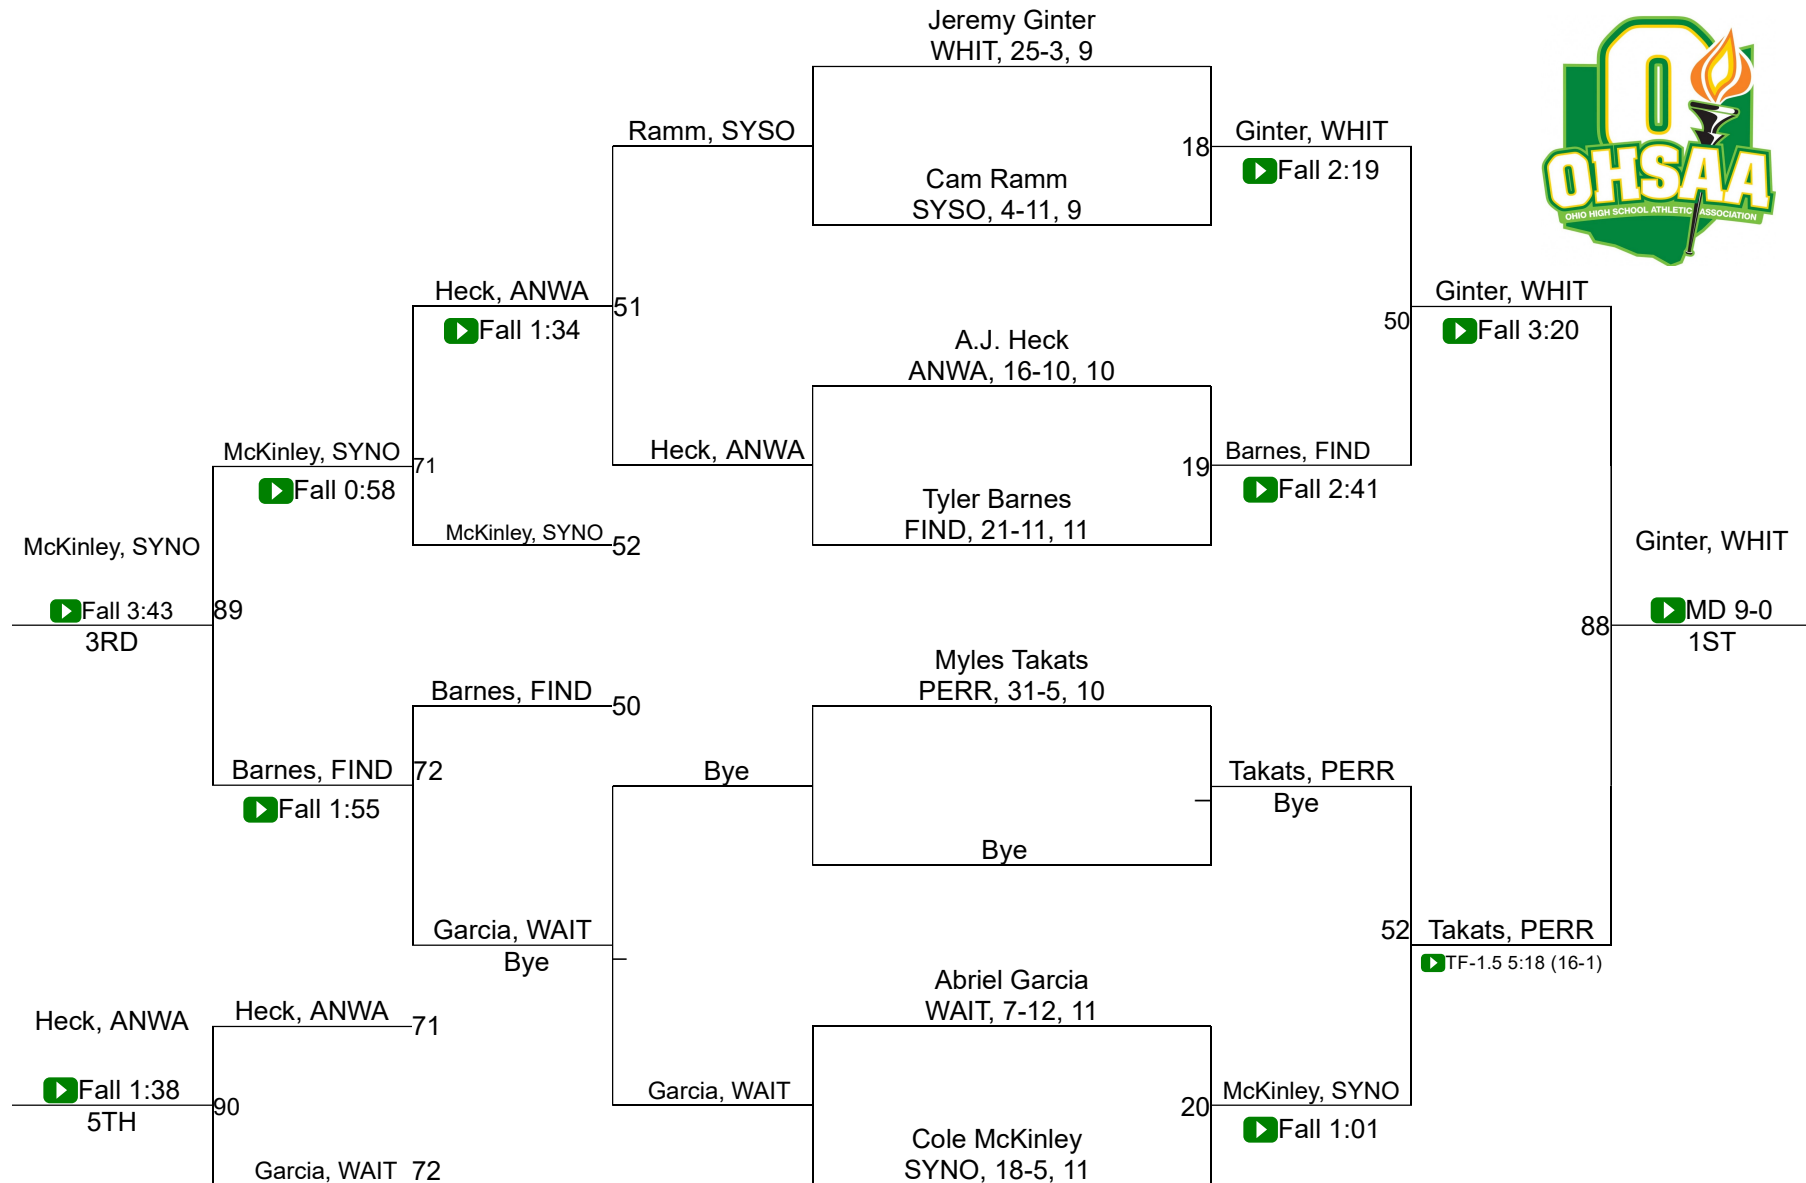 Jeremy Ginter
WHIT, 25-3, 9
Ramm, SYSO
18
Ginter, WHIT
Fall 2:19
Cam Ramm
SYSO, 4-11, 9
O
OHSAA
OHIO HIGH SCHOOL ATHLETIC ASSOCIATION
Heck, ANWA
51
Fall 1:34
Ginter, WHIT
50
Fall 3:20
A.J. Heck
ANWA, 16-10, 10
McKinley, SYNO
71
Fall 0:58
Heck, ANWA
19
Barnes, FIND
Fall 2:41
Tyler Barnes
FIND, 21-11, 11
McKinley, SYNO
52
McKinley, SYNO
Fall 3:43
89
3RD
Ginter, WHIT
MD 9-0
88
1ST
Myles Takats
PERR, 31-5, 10
Barnes, FIND
50
Barnes, FIND
72
Fall 1:55
Bye
Takats, PERR
Bye
Bye
Garcia, WAIT
Bye
52
Takats, PERR
TF-1.5 5:18 (16-1)
Abriel Garcia
WAIT, 7-12, 11
Heck, ANWA
Heck, ANWA
71
Fall 1:38
90
5TH
Garcia, WAIT
20
McKinley, SYNO
Fall 1:01
Cole McKinley
SYNO, 18-5, 11
Garcia, WAIT
72